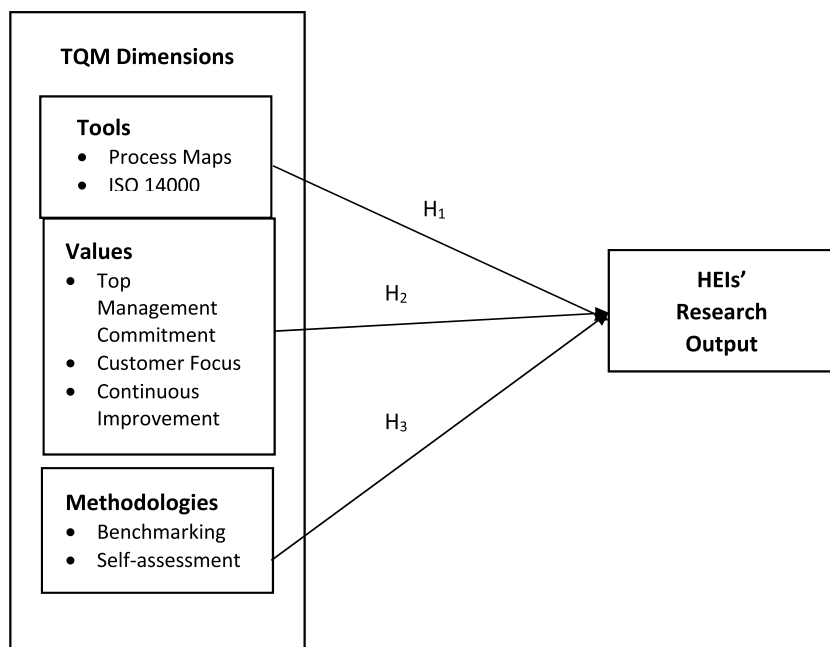 TQM Dimensions
Tools
• Process Maps
• ISO 14000
Values
• Top
Management
Commitment
• Customer Focus
• Continuous
Improvement
Methodologies
• Benchmarking
• Self-assessment
H1
H2
H3
HEIs’
Research
Output